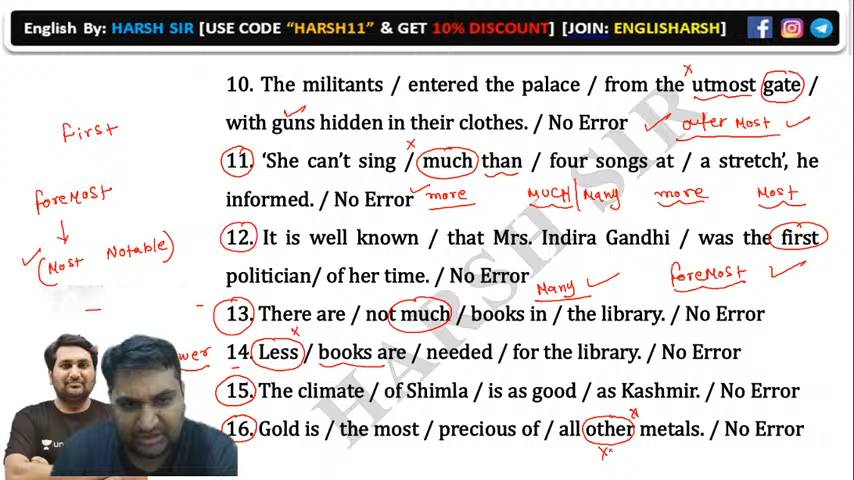 English By: HARSH SIR [USE CODE “HARSH11” & GET 10% DISCOUNT] [JOIN: ENGLISHARSH]
10. The militants / entered the palace / from the utmost gate /
with guns hidden in their clothes. / No Error
outer most
First
11. ‘She can’t sing / much than / four songs at / a stretch’, he
informed. / No Error
more
MUCH | Many
more
Most
foremost
(Most Notable)
12. It is well known / that Mrs. Indira Gandhi / was the first
politician/ of her time. / No Error
foremost
Many
13. There are / not much / books in / the library. / No Error
14. Less / books are / needed / for the library. / No Error
15. The climate / of Shimla / is as good / as Kashmir. / No Error
16. Gold is / the most / precious of / all other metals. / No Error
HARSH SIR